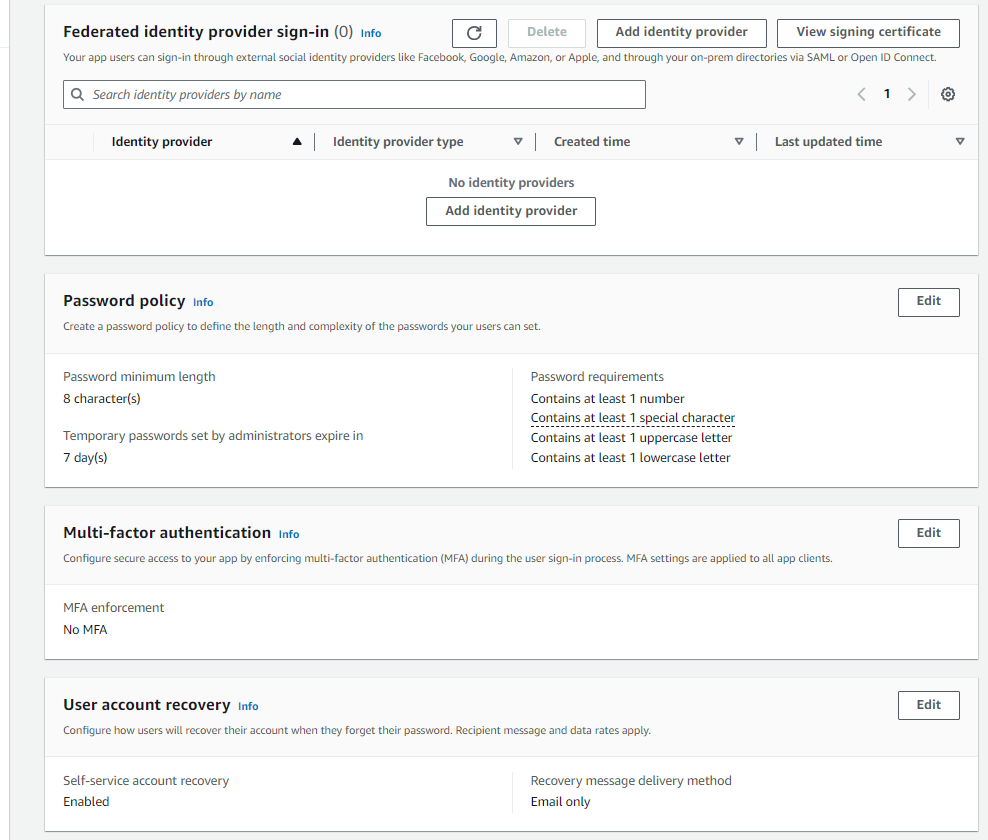 Federated identity provider sign-in (0) Info
Delete
Add identity provider
View signing certificate
Your app users can sign-in through external social identity providers like Facebook, Google, Amazon, or Apple, and through your on-prem directories via SAML or Open ID Connect.
Search identity providers by name
1
Identity provider
Identity provider type
Created time
Last updated time
No identity providers
Add identity provider
Password policy Info
Edit
Create a password policy to define the length and complexity of the passwords your users can set.
Password minimum length
8 character(s)
Temporary passwords set by administrators expire in
7 day(s)
Password requirements
Contains at least 1 number
Contains at least 1 special character
Contains at least 1 uppercase letter
Contains at least 1 lowercase letter
Multi-factor authentication Info
Edit
Configure secure access to your app by enforcing multi-factor authentication (MFA) during the user sign-in process. MFA settings are applied to all app clients.
MFA enforcement
No MFA
User account recovery Info
Edit
Configure how users will recover their account when they forget their password. Recipient message and data rates apply.
Self-service account recovery
Enabled
Recovery message delivery method
Email only